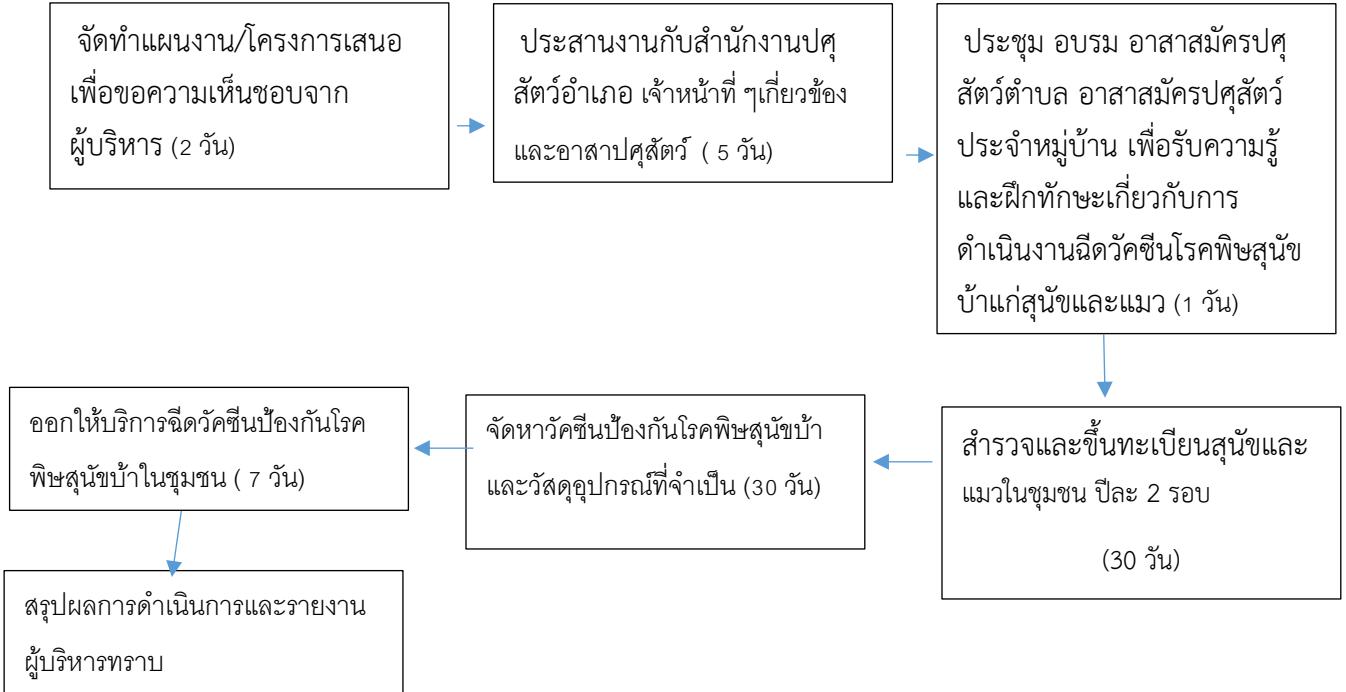 จัดทำแผนงาน/โครงการเสนอ
เพื่อขอความเห็นชอบจาก
ผู้บริหาร (2 วัน)
ประสานงานกับสำนักงานปศุ
สัตว์อำเภอ เจ้าหน้าที่ ๆเกี่ยวข้อง
และอาสาปศุสัตว์ ( 5 วัน)
ประชุม อบรม อาสาสมัครปศุ
สัตว์ตำบล อาสาสมัครปศุสัตว์
ประจำหมู่บ้าน เพื่อรับความรู้
และฝึกทักษะเกี่ยวกับการ
ดำเนินงานฉีดวัคซีนโรคพิษสุนัข
บ้าแก่สุนัขและแมว (1 วัน)
สำรวจและขึ้นทะเบียนสุนัขและ
แมวในชุมชน ปีละ 2 รอบ
(30 วัน)
จัดหาวัคซีนป้องกันโรคพิษสุนัขบ้า
และวัสดุอุปกรณ์ที่จำเป็น (30 วัน)
ออกให้บริการฉีดวัคซีนป้องกันโรค
พิษสุนัขบ้าในชุมชน ( 7 วัน)
สรุปผลการดำเนินการและรายงาน
ผู้บริหารทราบ